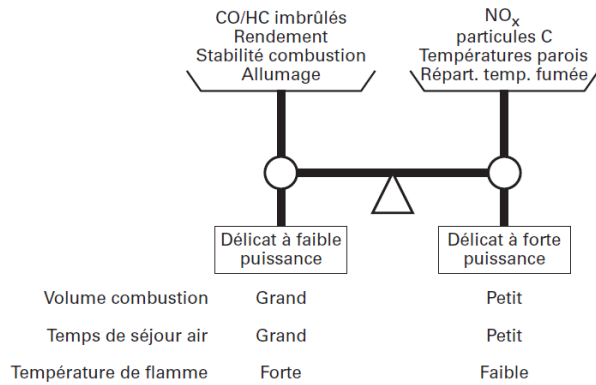 CO/HC imbrûlés
Rendement
Stabilité combustion
Allumage
NOx
particules C
Températures parois
Répart. temp. fumée
Délicat à faible
puissance
Délicat à forte
puissance
Volume combustion Grand Petit
Temps de séjour air Grand Petit
Température de flamme Forte Faible